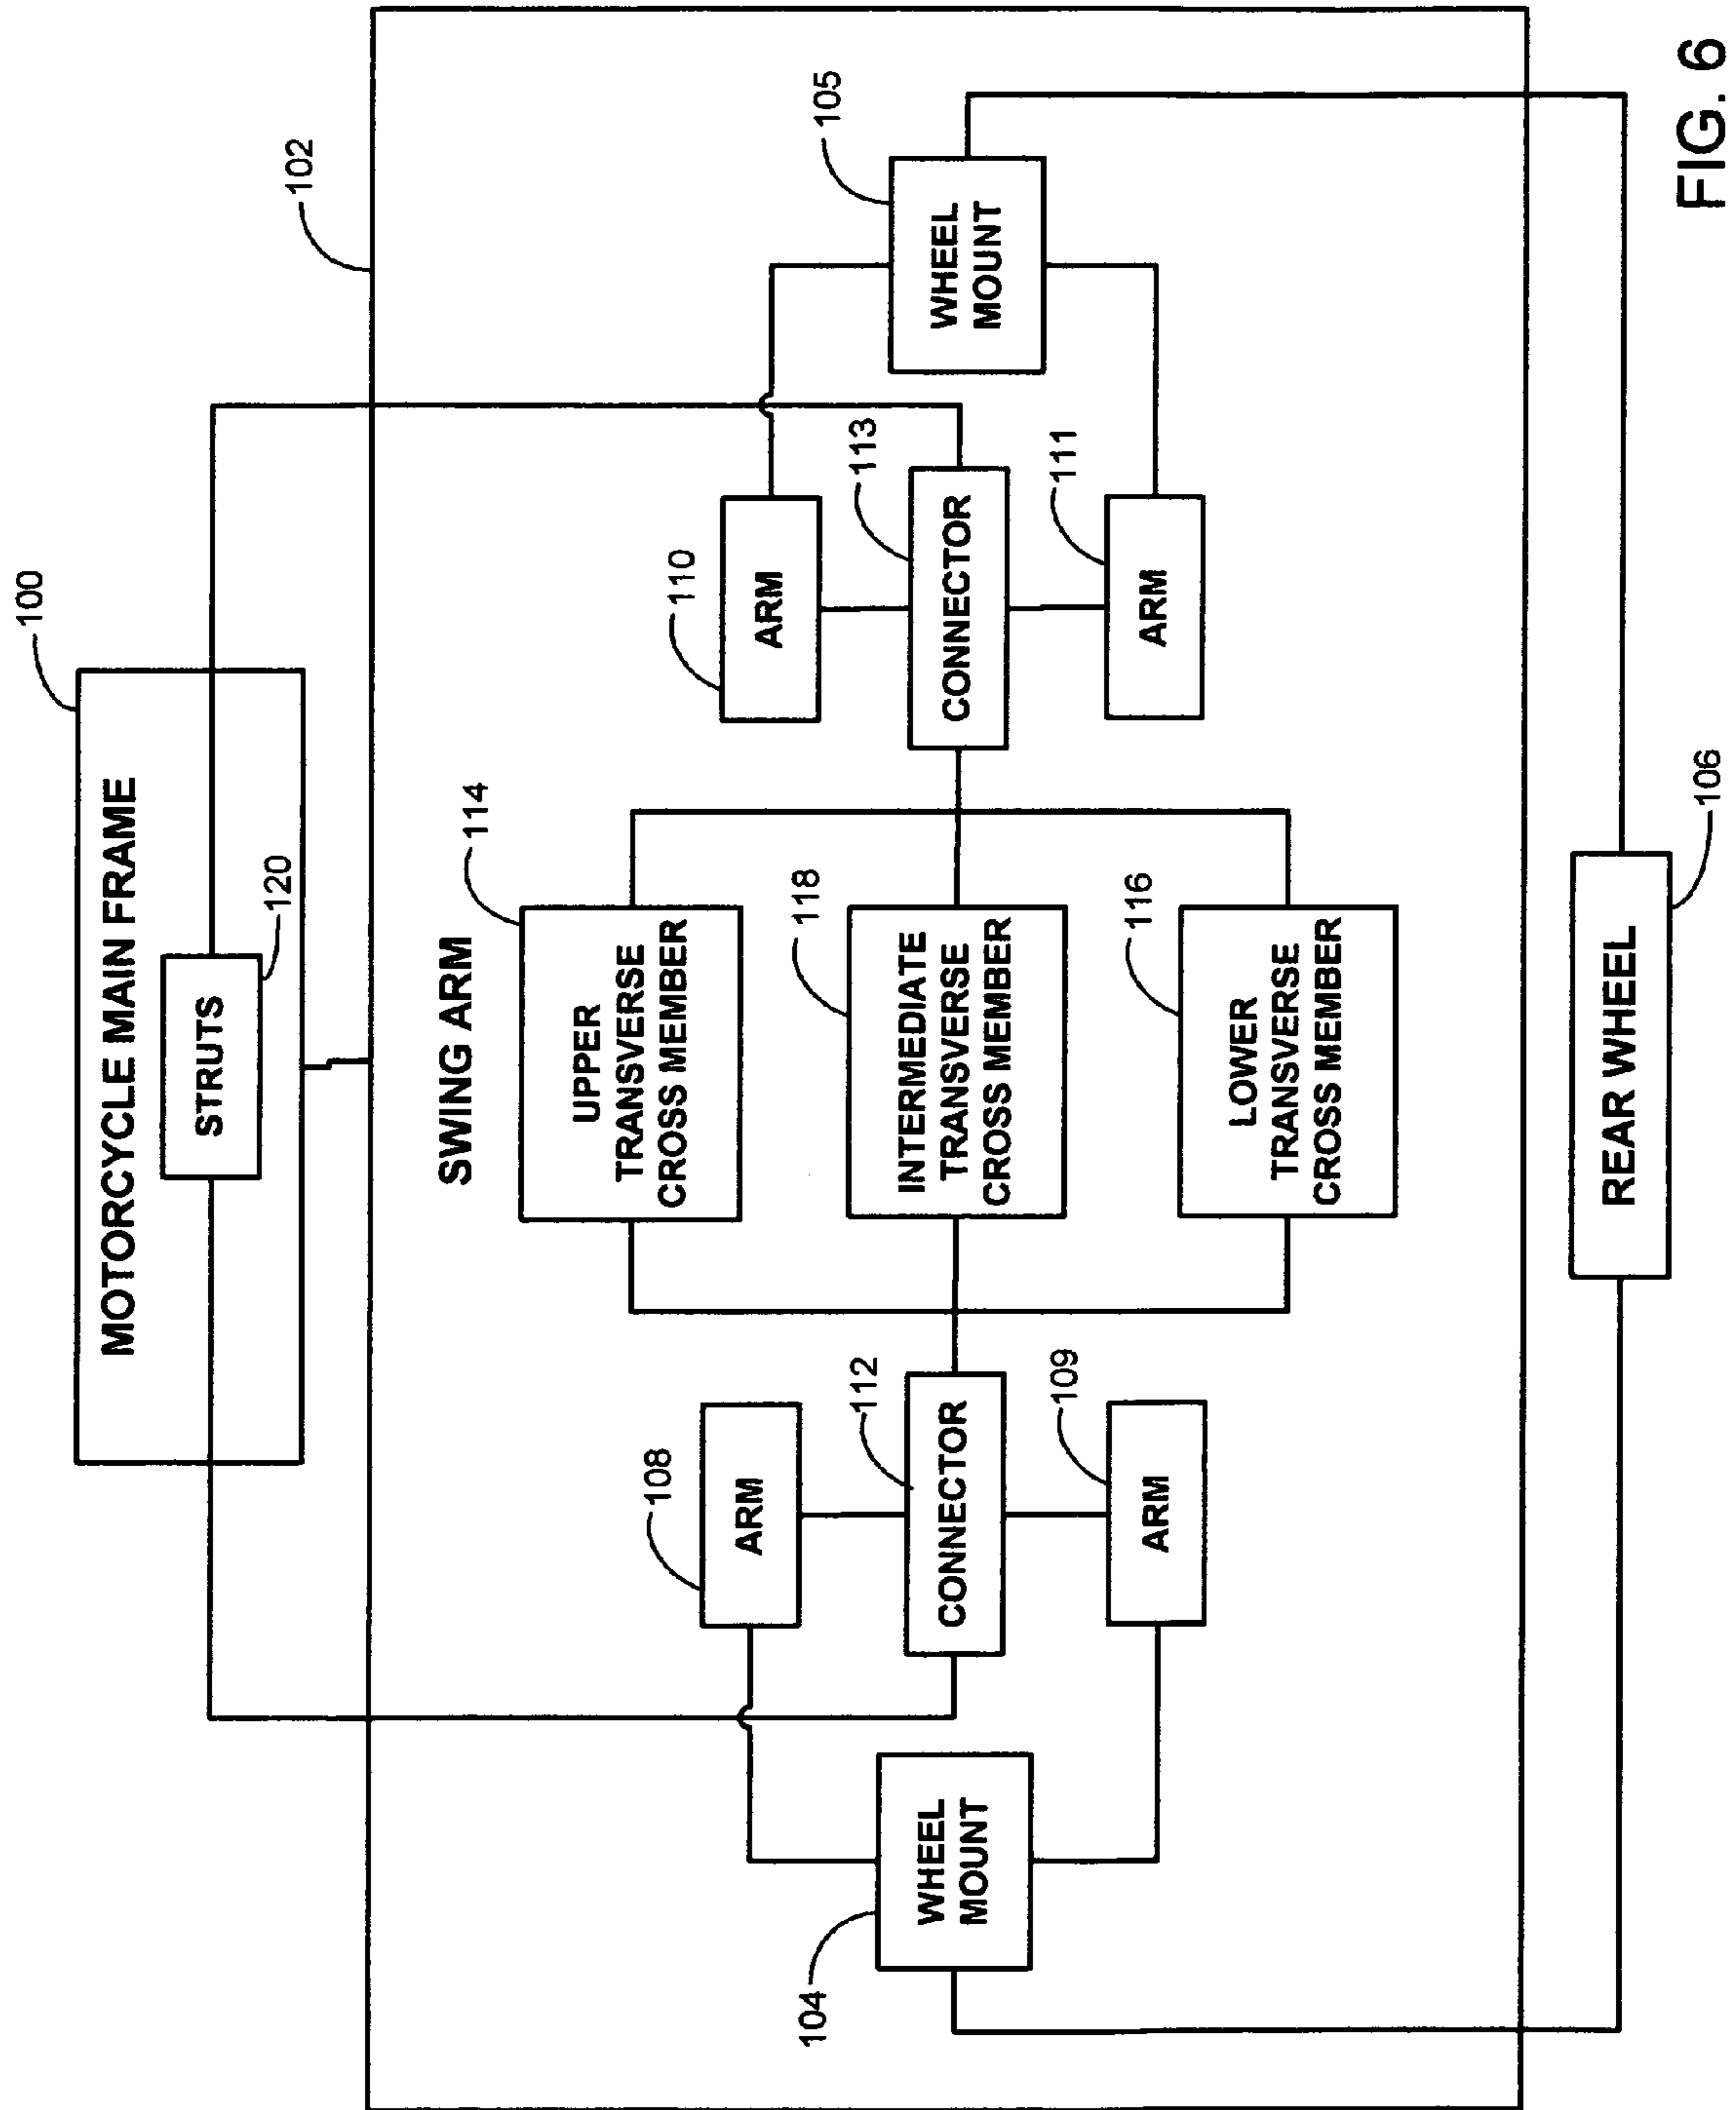 100
MOTORCYCLE MAIN FRAME
STRUTS
120
102
SWING ARM
114
UPPER
TRANSVERSE
CROSS MEMBER
108
ARM
110
ARM
118
INTERMEDIATE
TRANSVERSE
CROSS MEMBER
104
WHEEL
MOUNT
112
CONNECTOR
113
CONNECTOR
105
WHEEL
MOUNT
109
ARM
116
LOWER
TRANSVERSE
CROSS MEMBER
111
ARM
REAR WHEEL
106
FIG. 6